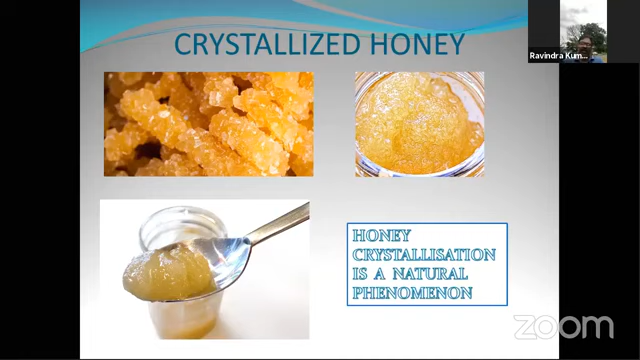 CRYSTALLIZED HONEY
Ravindra Kum...
HONEY
CRYSTALLISATION
IS A NATURAL
PHENOMENON
zoom